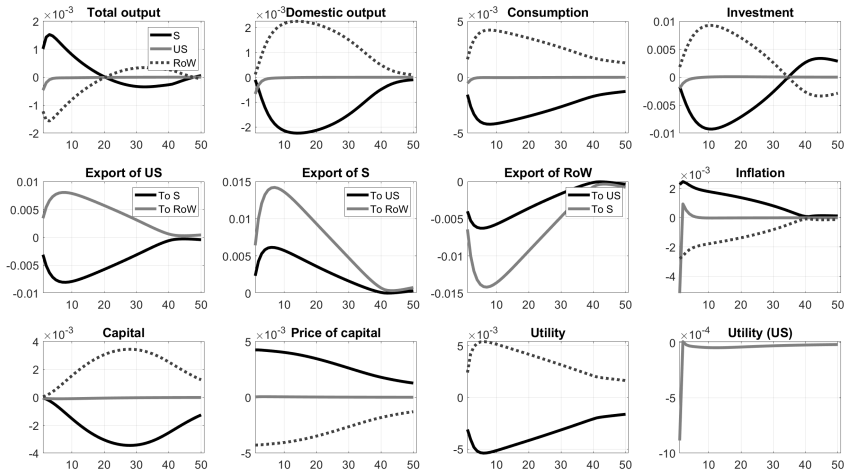 Total output
×10⁻³
2
1
0
-1
-2
10 20 30 40 50
S
US
RoW
Domestic output
×10⁻³
2
1
0
-1
-2
10 20 30 40 50
Consumption
×10⁻³
5
0
-5
10 20 30 40 50
Investment
0.01
0.005
0
-0.005
-0.01
10 20 30 40 50
Export of US
0.01
0.005
0
-0.005
-0.01
10 20 30 40 50
To S
To RoW
Export of S
0.015
0.01
0.005
0
10 20 30 40 50
To US
To RoW
Export of RoW
0
-0.005
-0.01
-0.015
10 20 30 40 50
To US
To S
Inflation
×10⁻³
2
0
-2
-4
10 20 30 40 50
Capital
×10⁻³
4
2
0
-2
-4
10 20 30 40 50
Price of capital
×10⁻³
5
0
-5
10 20 30 40 50
Utility
×10⁻³
5
0
-5
10 20 30 40 50
Utility (US)
×10⁻⁴
0
-5
-10
10 20 30 40 50